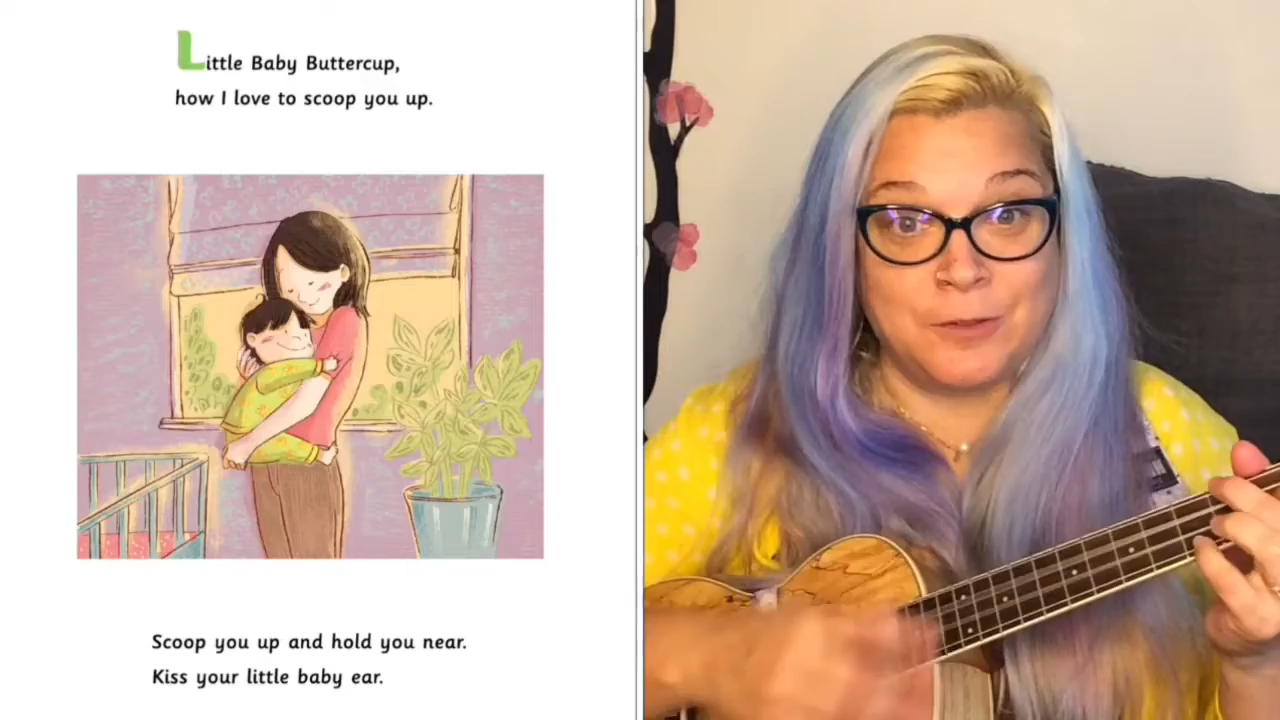 Little Baby Buttercup,
how I love to scoop you up.
Scoop you up and hold you near.
Kiss your little baby ear.